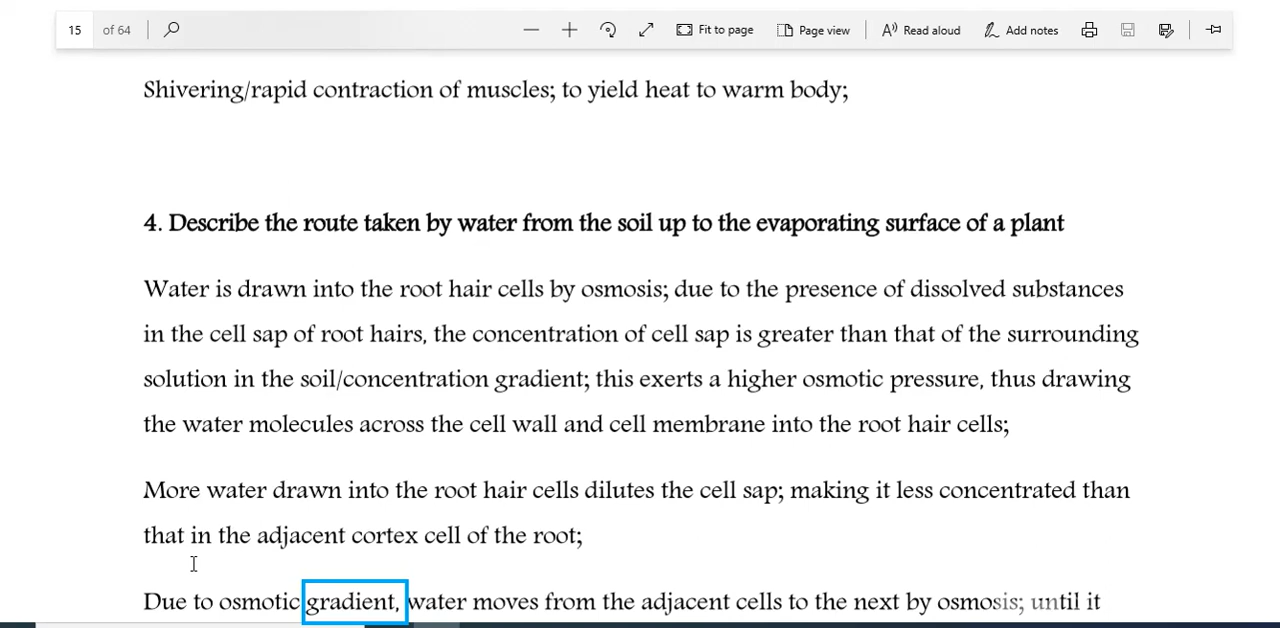 15 of 64 Fit to page Page view Read aloud Add notes
Shivering/rapid contraction of muscles; to yield heat to warm body;
4. Describe the route taken by water from the soil up to the evaporating surface of a plant
Water is drawn into the root hair cells by osmosis; due to the presence of dissolved substances
in the cell sap of root hairs, the concentration of cell sap is greater than that of the surrounding
solution in the soil/concentration gradient; this exerts a higher osmotic pressure, thus drawing
the water molecules across the cell wall and cell membrane into the root hair cells;
More water drawn into the root hair cells dilutes the cell sap; making it less concentrated than
that in the adjacent cortex cell of the root;
Due to osmotic gradient, water moves from the adjacent cells to the next by osmosis; until it